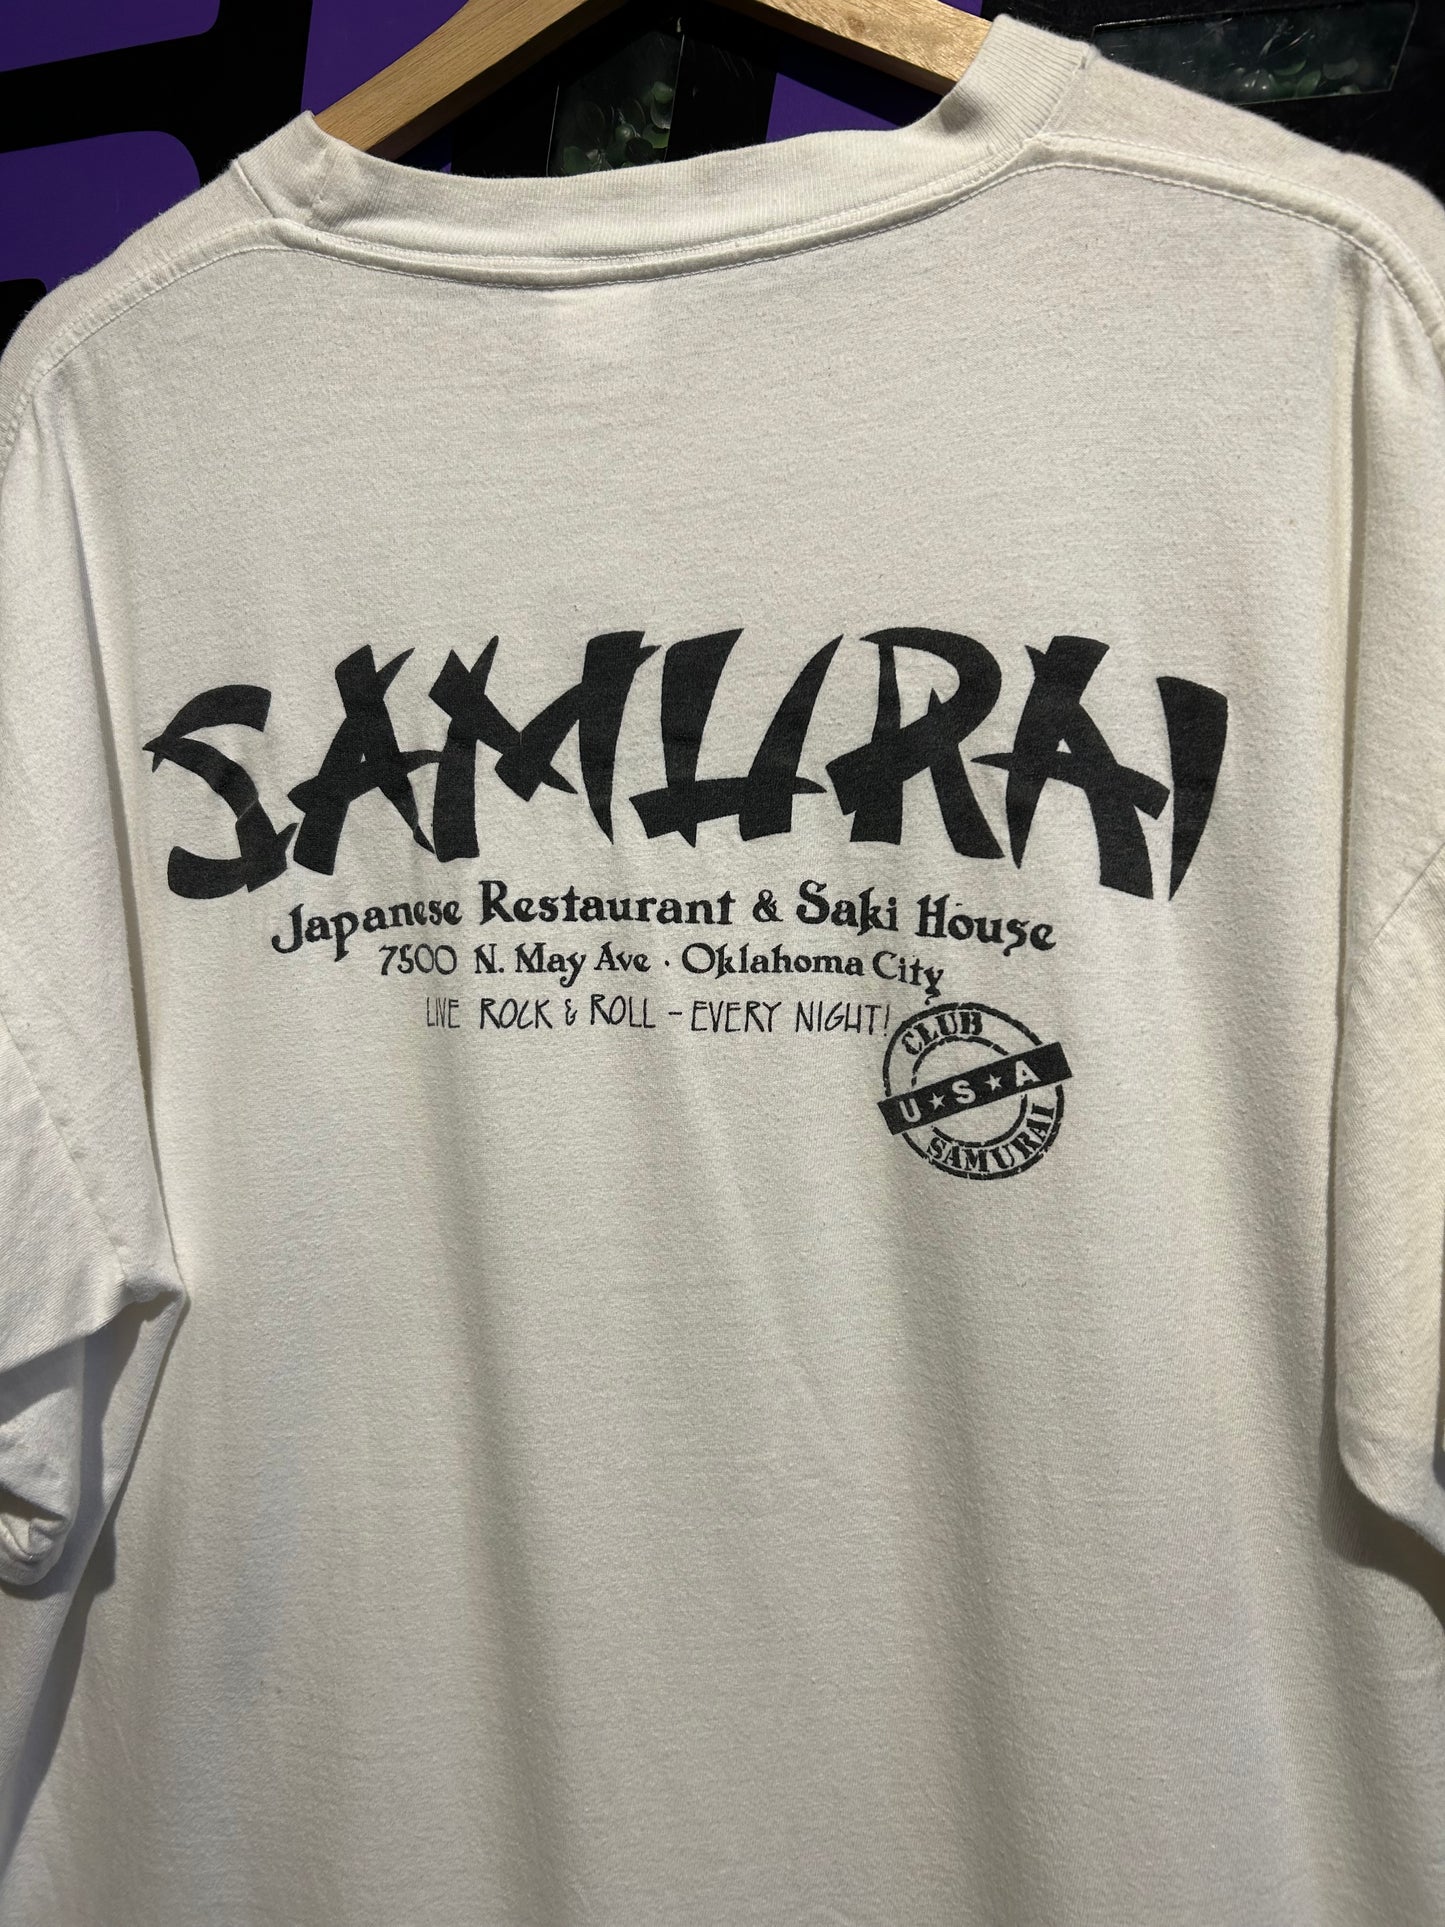 SAMURAI
Japanese Restaurant & Saki House
7500 N. May Ave · Oklahoma City
LIVE ROCK & ROLL - EVERY NIGHT!
CLUB
U★S★A
SAMURAI